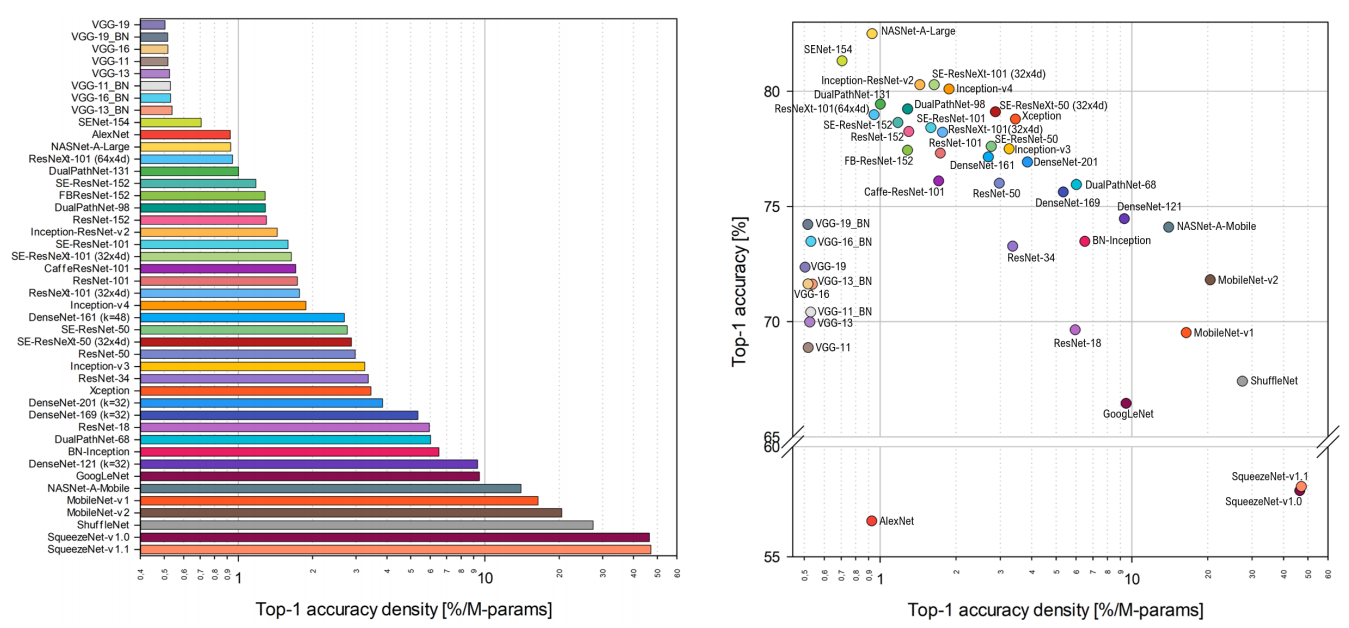 VGG-19
VGG-19_BN
VGG-16
VGG-11
VGG-13
VGG-11_BN
VGG-16_BN
VGG-13_BN
SENet-154
AlexNet
NASNet-A-Large
ResNeXt-101 (64x4d)
DualPathNet-131
SE-ResNet-152
FBResNet-152
DualPathNet-98
ResNet-152
Inception-ResNet-v2
SE-ResNet-101
SE-ResNeXt-101 (32x4d)
CaffeResNet-101
ResNet-101
ResNeXt-101 (32x4d)
Inception-v4
DenseNet-161 (k=48)
SE-ResNet-50
SE-ResNeXt-50 (32x4d)
ResNet-50
Inception-v3
ResNet-34
Xception
DenseNet-201 (k=32)
DenseNet-169 (k=32)
ResNet-18
DualPathNet-68
BN-Inception
DenseNet-121 (k=32)
GoogLeNet
NASNet-A-Mobile
MobileNet-v1
MobileNet-v2
ShuffleNet
SqueezeNet-v1.0
SqueezeNet-v1.1
0.4 0.5 0.6 0.7 0.8 0.9 1 2 3 4 5 6 7 8 9 10 20 30 40 50 60
Top-1 accuracy density [%/M-params]
Top-1 accuracy [%]
80
75
70
65
60
55
NASNet-A-Large
SENet-154
SE-ResNeXt-101 (32x4d)
Inception-ResNet-v2
Inception-v4
DualPathNet-131
ResNeXt-101(64x4d)
DualPathNet-98
SE-ResNeXt-50 (32x4d)
Xception
SE-ResNet-152
SE-ResNet-101
ResNet-152
ResNeXt-101(32x4d)
ResNet-101
SE-ResNet-50
Inception-v3
FB-ResNet-152
DenseNet-161
DenseNet-201
Caffe-ResNet-101
ResNet-50
DualPathNet-68
DenseNet-169
DenseNet-121
VGG-19_BN
NASNet-A-Mobile
VGG-16_BN
BN-Inception
ResNet-34
VGG-19
VGG-13_BN
MobileNet-v2
VGG-16
VGG-11_BN
VGG-13
MobileNet-v1
ResNet-18
VGG-11
ShuffleNet
GoogLeNet
SqueezeNet-v1.1
SqueezeNet-v1.0
AlexNet
0.5 0.6 0.7 0.8 0.9 1 2 3 4 5 6 7 8 9 10 20 30 40 50 60
Top-1 accuracy density [%/M-params]